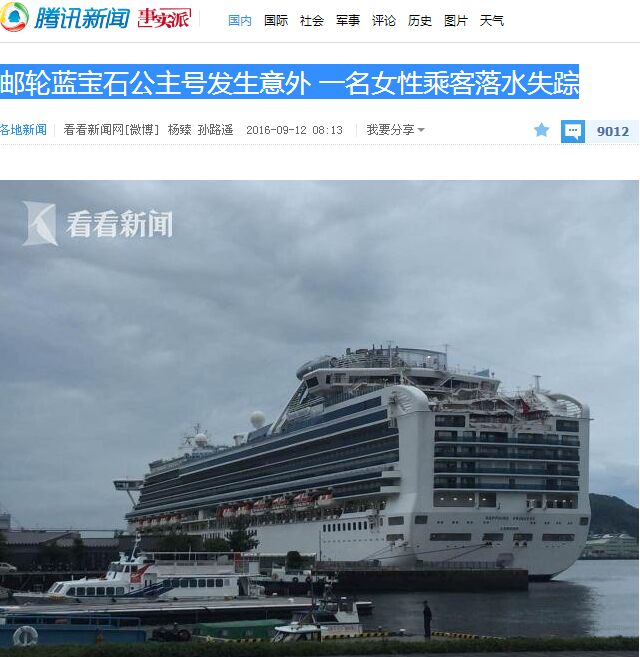 腾讯新闻 事实派 国内 国际 社会 军事 评论 历史 图片 天气
邮轮蓝宝石公主号发生意外 一名女性乘客落水失踪
各地新闻 看看新闻网[微博] 杨臻 孙路遥 2016-09-12 08:13 我要分享 9012
看看新闻
SAPPHIRE PRINCESS